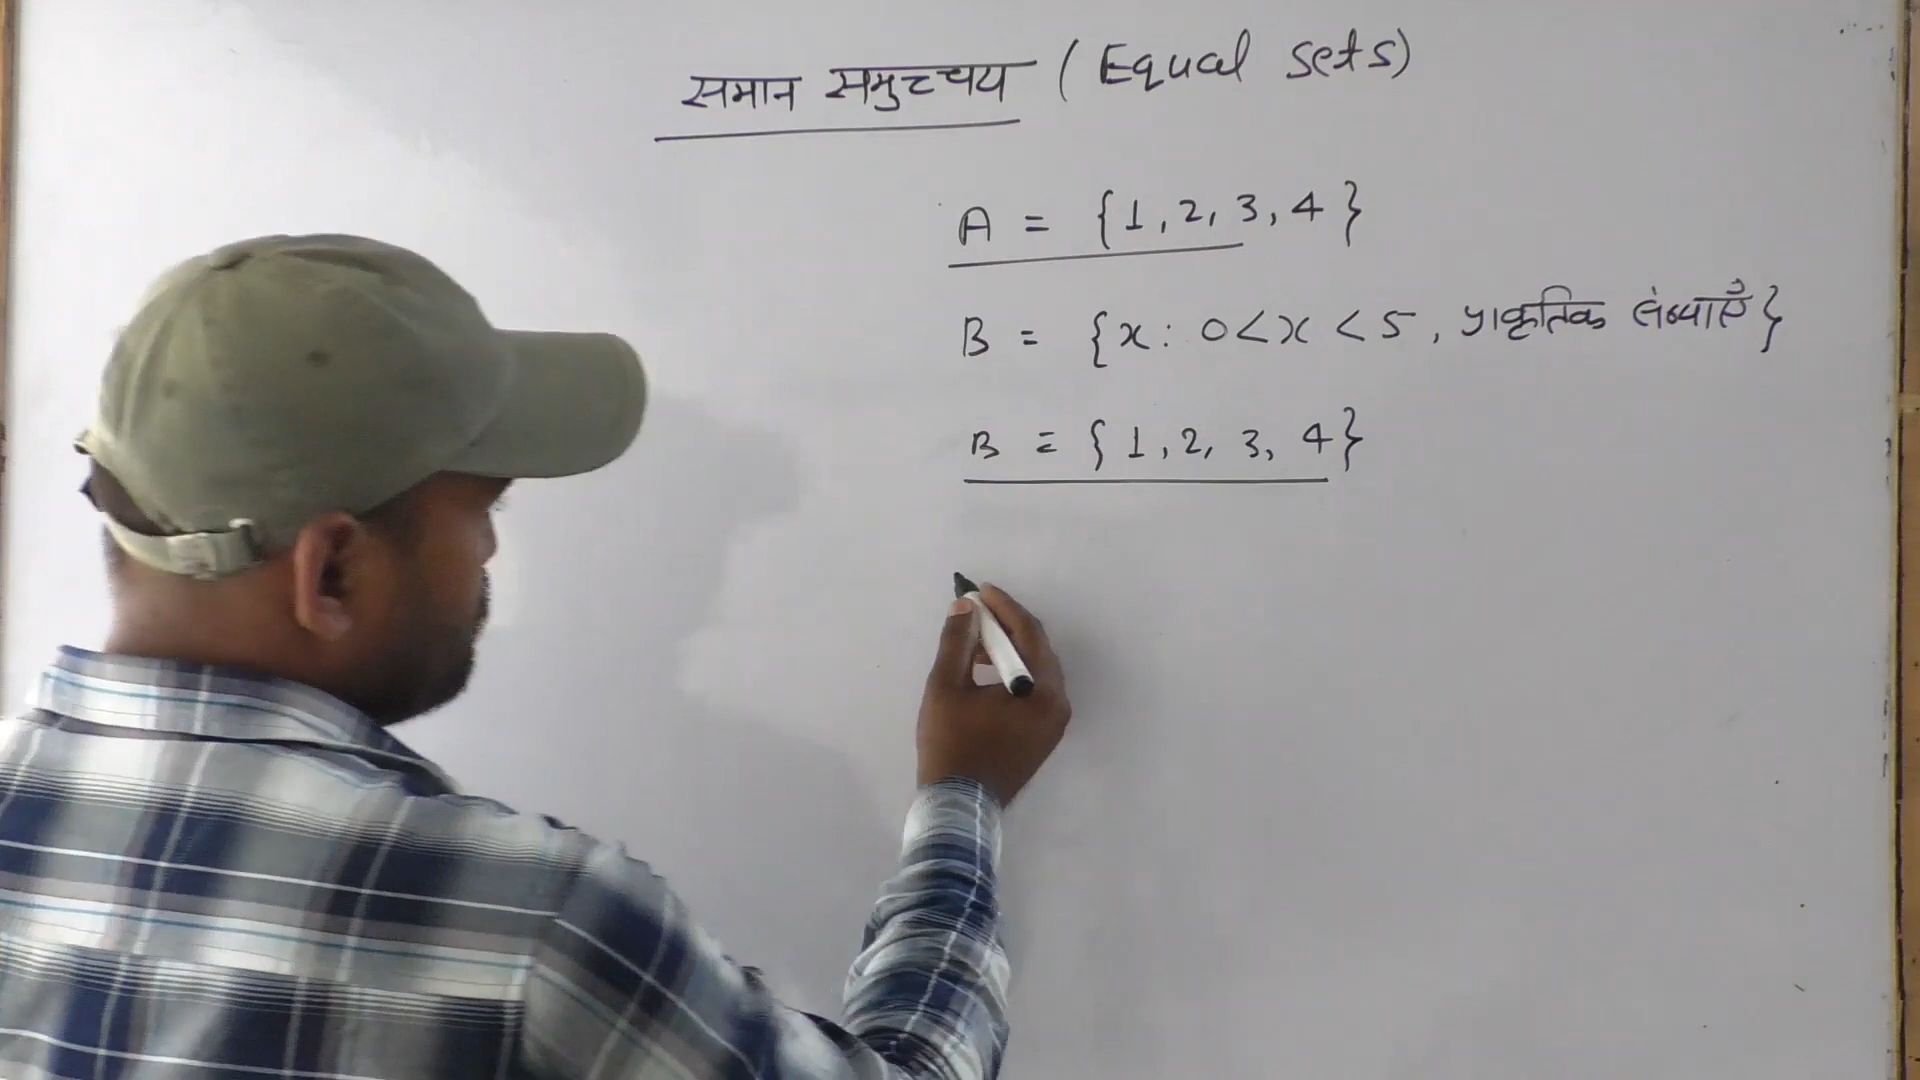 समान समुच्चय (Equal sets)
A = {1, 2, 3, 4}
B = {x: 0<x<5, प्राकृतिक संख्याएँ}
B = {1, 2, 3, 4}